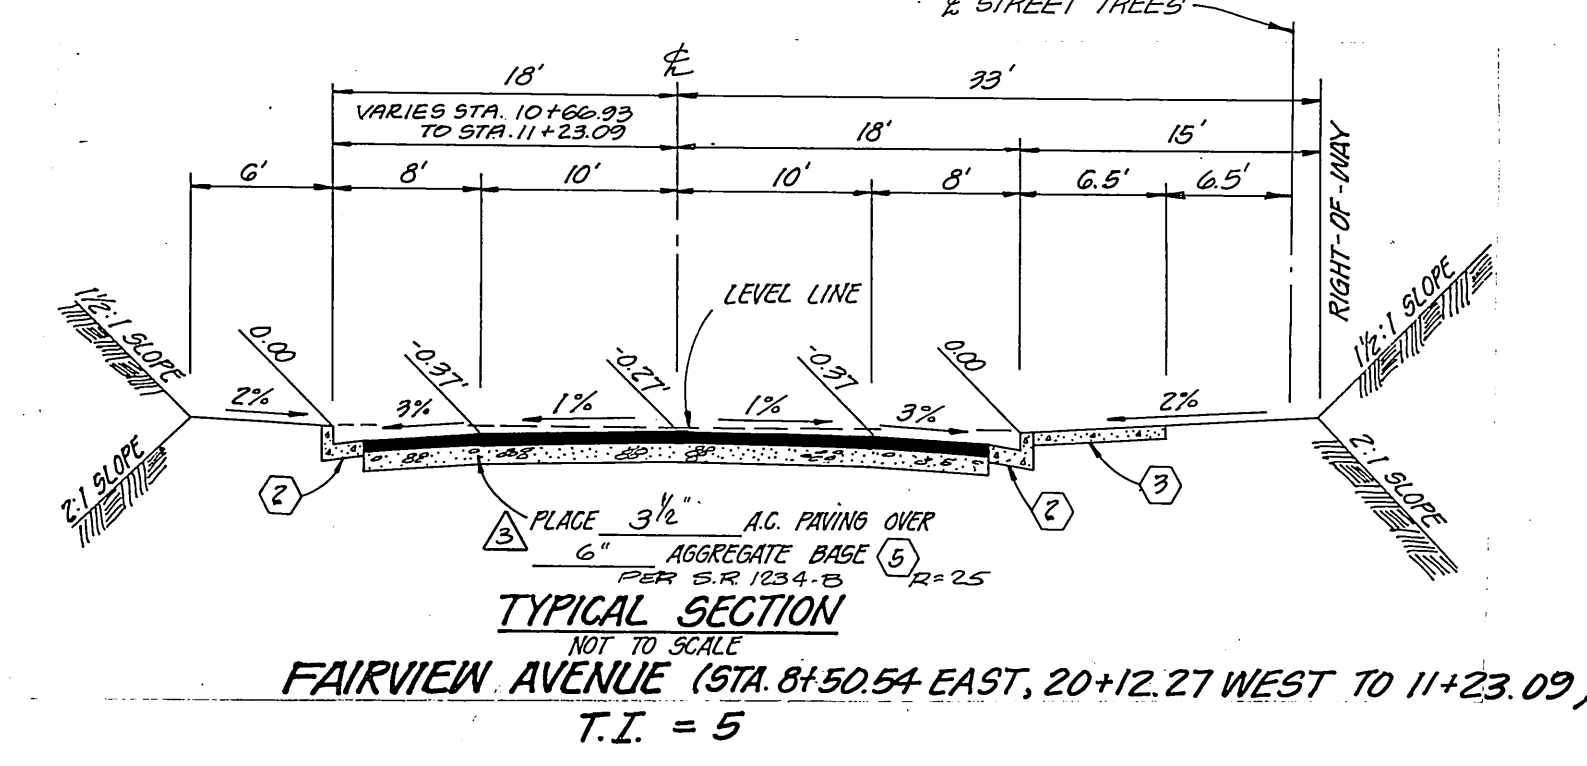 ℄ STREET TREES
℄
18'
33'
VARIES STA. 10+66.93
TO STA. 11+23.09
18'
15'
6'
8'
10'
10'
8'
6.5'
6.5'
RIGHT-OF-WAY
LEVEL LINE
1½:1 SLOPE
0.00
-0.37'
-0.27'
-0.37
0.00
1½:1 SLOPE
2%
3%
1%
1%
3%
2%
2:1 SLOPE
2:1 SLOPE
2
2
3
3
PLACE 3½" A.C. PAVING OVER
6" AGGREGATE BASE 5
PER S.R. 1234-B R=25
TYPICAL SECTION
NOT TO SCALE
FAIRVIEW AVENUE (STA. 8+50.54 EAST, 20+12.27 WEST TO 11+23.09)
T.I. = 5